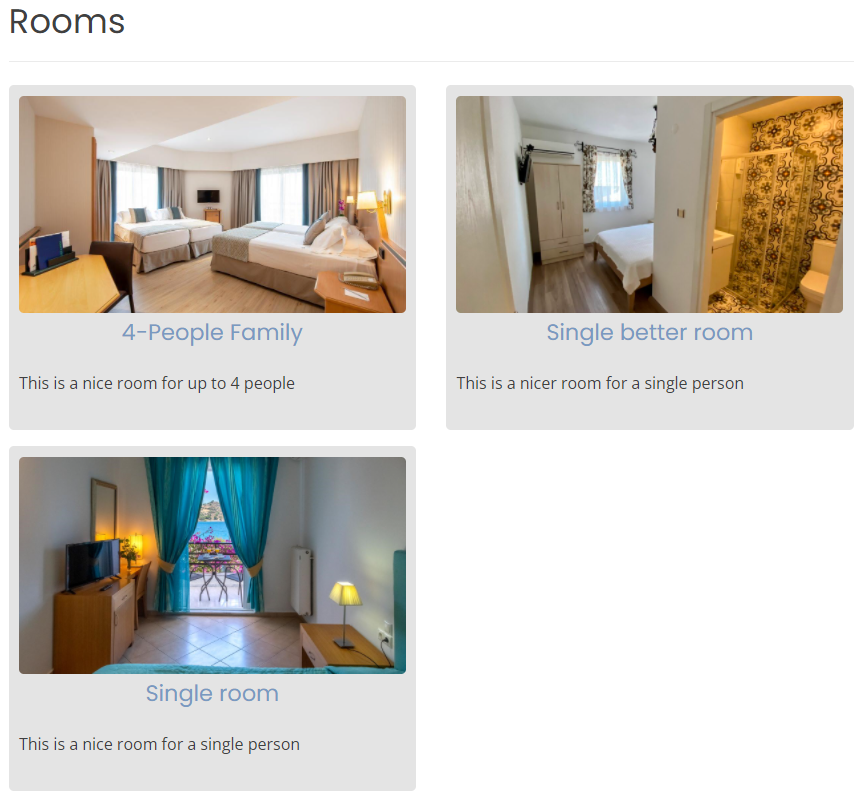 Rooms
4-People Family
This is a nice room for up to 4 people
Single better room
This is a nicer room for a single person
Single room
This is a nice room for a single person